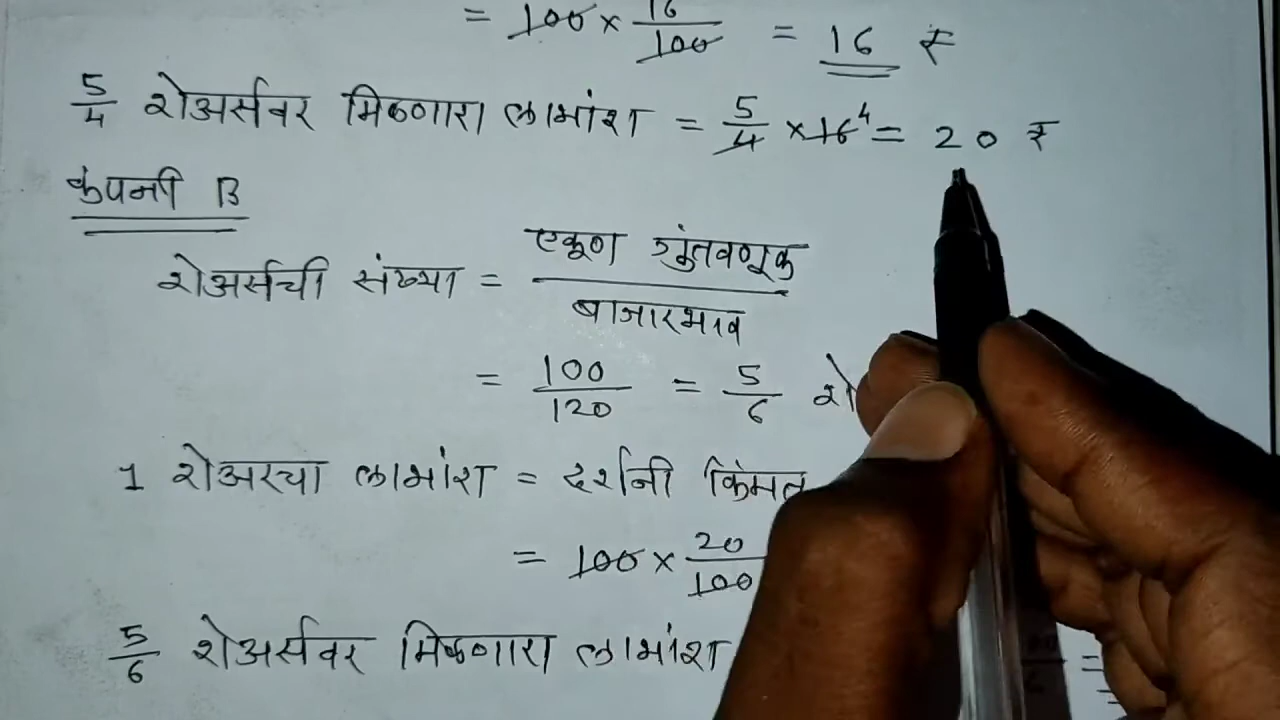 = 100 × 16/100 = 16 ₹
5/4 शेअर्सवर मिळणारा लाभांश = 5/4 × 16 4 = 20 ₹
कंपनी B
शेअर्सची संख्या = एकूण गुंतवणूक / बाजारभाव
= 100/120 = 5/6 शे
1 शेअरचा लाभांश = दर्शनी किंमत
= 100 × 20/100
5/6 शेअर्सवर मिळणारा लाभांश =